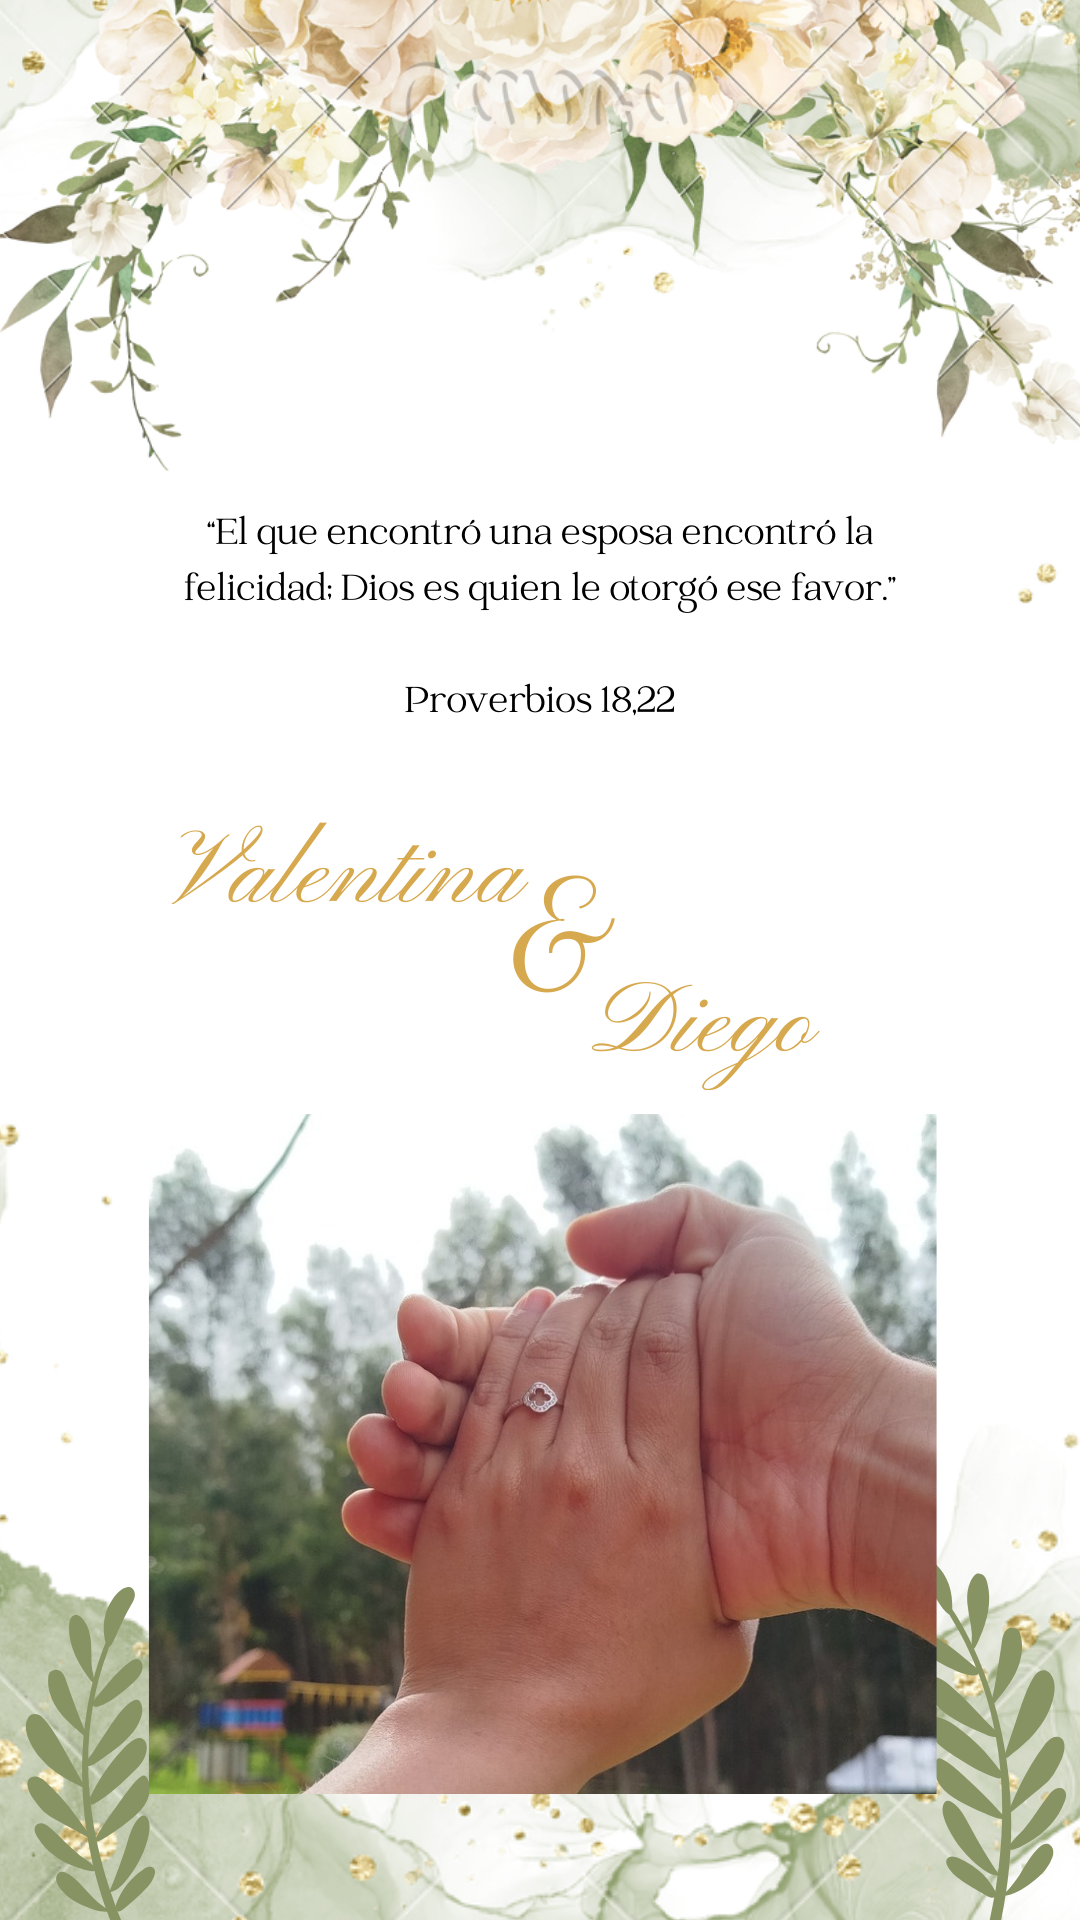 “El que encontró una esposa encontró la
felicidad; Dios es quien le otorgó ese favor.”
Proverbios 18,22
Valentina
&
Diego